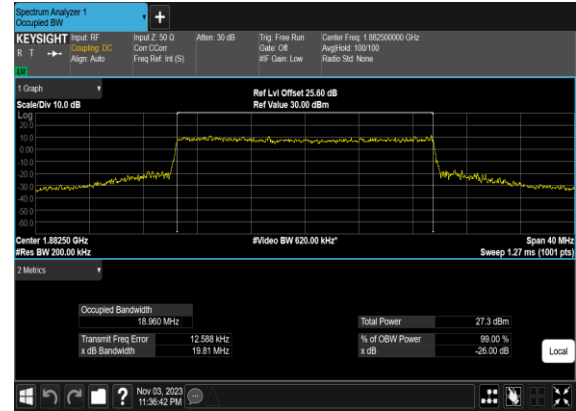 Spectrum Analyzer 1
Occupied BW
KEYSIGHT Input: RF Input Z: 50 Ω Atten: 30 dB Trig: Free Run Center Freq: 1.882500000 GHz
R T Coupling: DC Corr CCorr Gate: Off Avg|Hold: 100/100
Align: Auto Freq Ref: Int (S) #IF Gain: Low Radio Std: None
LV
1 Graph Ref Lvl Offset 25.60 dB
Scale/Div 10.0 dB Ref Value 30.00 dBm
Log
20.0
10.0
0.00
-10.0
-20.0
-30.0
-40.0
-50.0
-60.0
Center 1.88250 GHz #Video BW 620.00 kHz* Span 40 MHz
#Res BW 200.00 kHz Sweep 1.27 ms (1001 pts)
2 Metrics
Occupied Bandwidth
18.960 MHz Total Power 27.3 dBm
Transmit Freq Error 12.588 kHz % of OBW Power 99.00 %
x dB Bandwidth 19.81 MHz x dB -26.00 dB
Local
? Nov 03, 2023
11:36:42 PM